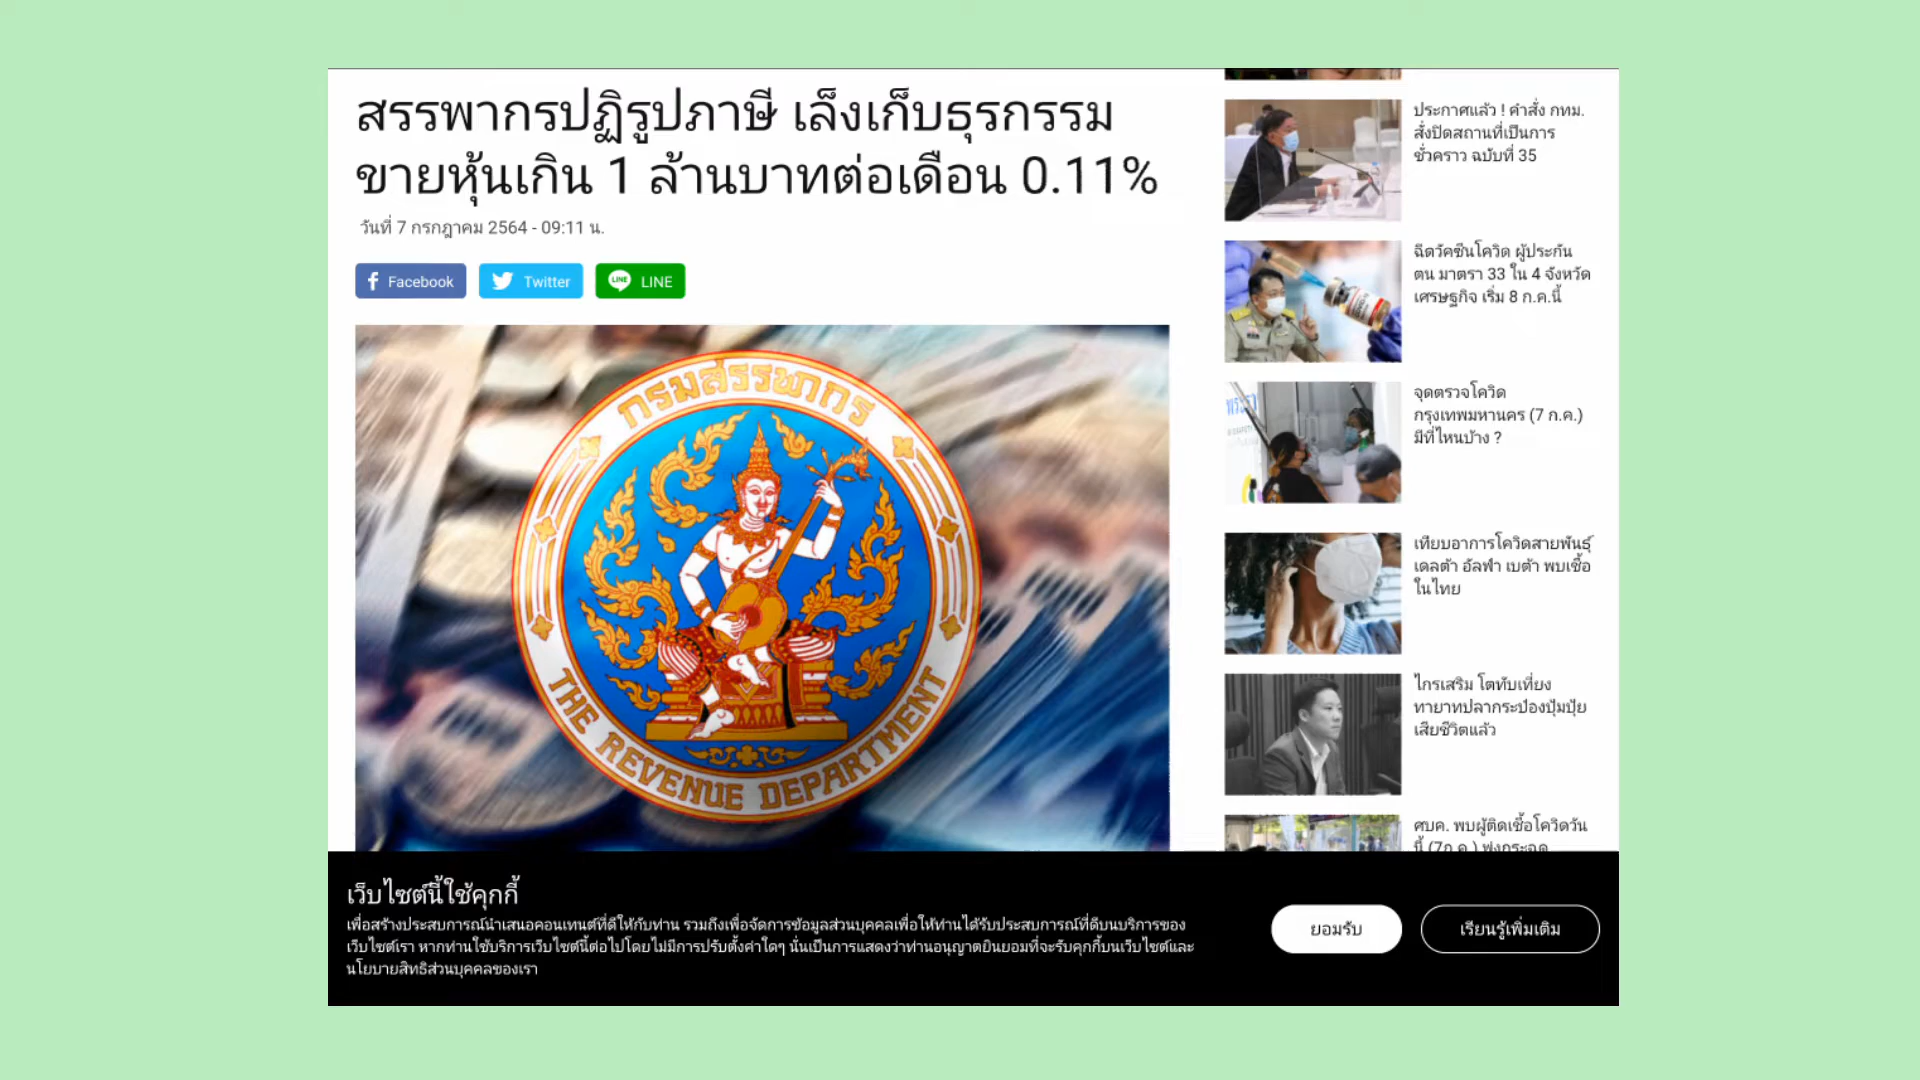 สรรพากรปฏิรูปภาษี เล็งเก็บธุรกรรม
ขายหุ้นเกิน 1 ล้านบาทต่อเดือน 0.11%
วันที่ 7 กรกฎาคม 2564 - 09:11 น.
Facebook
Twitter
LINE
LINE
กรมสรรพากร
THE REVENUE DEPARTMENT
ประกาศแล้ว ! คำสั่ง กทม.
สั่งปิดสถานที่เป็นการ
ชั่วคราว ฉบับที่ 35
ฉีดวัคซีนโควิด ผู้ประกัน
ตน มาตรา 33 ใน 4 จังหวัด
เศรษฐกิจ เริ่ม 8 ก.ค.นี้
จุดตรวจโควิด
กรุงเทพมหานคร (7 ก.ค.)
มีที่ไหนบ้าง ?
เทียบอาการโควิดสายพันธุ์
เดลต้า อัลฟา เบต้า พบเชื้อ
ในไทย
ไกรเสริม โตทับเที่ยง
ทายาทปลากระป๋องปุ้มปุ้ย
เสียชีวิตแล้ว
ศบค. พบผู้ติดเชื้อโควิดวัน
นี้ (7ก.ค.) พุ่งกระฉูด
เว็บไซต์นี้ใช้คุกกี้
เพื่อสร้างประสบการณ์นำเสนอคอนเทนต์ที่ดีให้กับท่าน รวมถึงเพื่อจัดการข้อมูลส่วนบุคคลเพื่อให้ท่านได้รับประสบการณ์ที่ดีบนบริการของ
เว็บไซต์เรา หากท่านใช้บริการเว็บไซต์นี้ต่อไปโดยไม่มีการปรับตั้งค่าใดๆ นั่นเป็นการแสดงว่าท่านอนุญาตยินยอมที่จะรับคุกกี้บนเว็บไซต์และ
นโยบายสิทธิส่วนบุคคลของเรา
ยอมรับ
เรียนรู้เพิ่มเติม